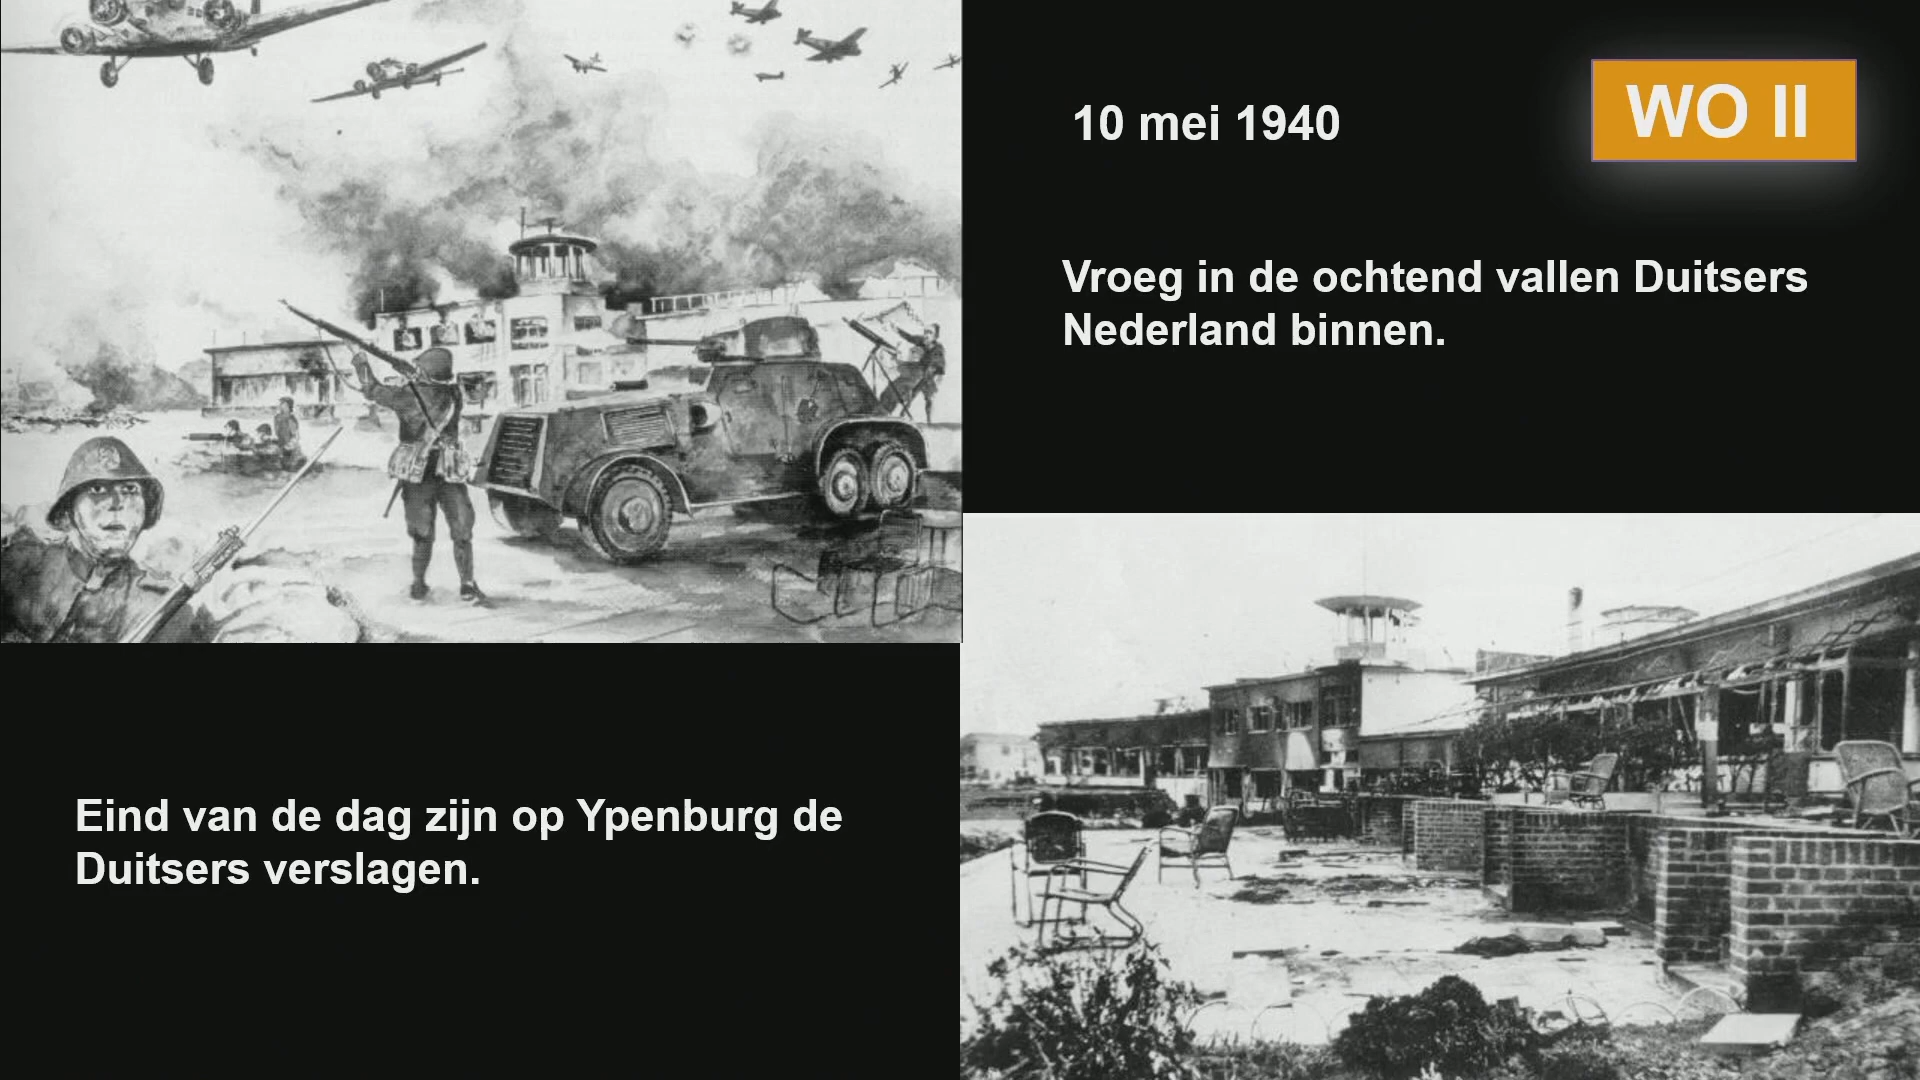 10 mei 1940
WO II
Vroeg in de ochtend vallen Duitsers
Nederland binnen.
Eind van de dag zijn op Ypenburg de
Duitsers verslagen.